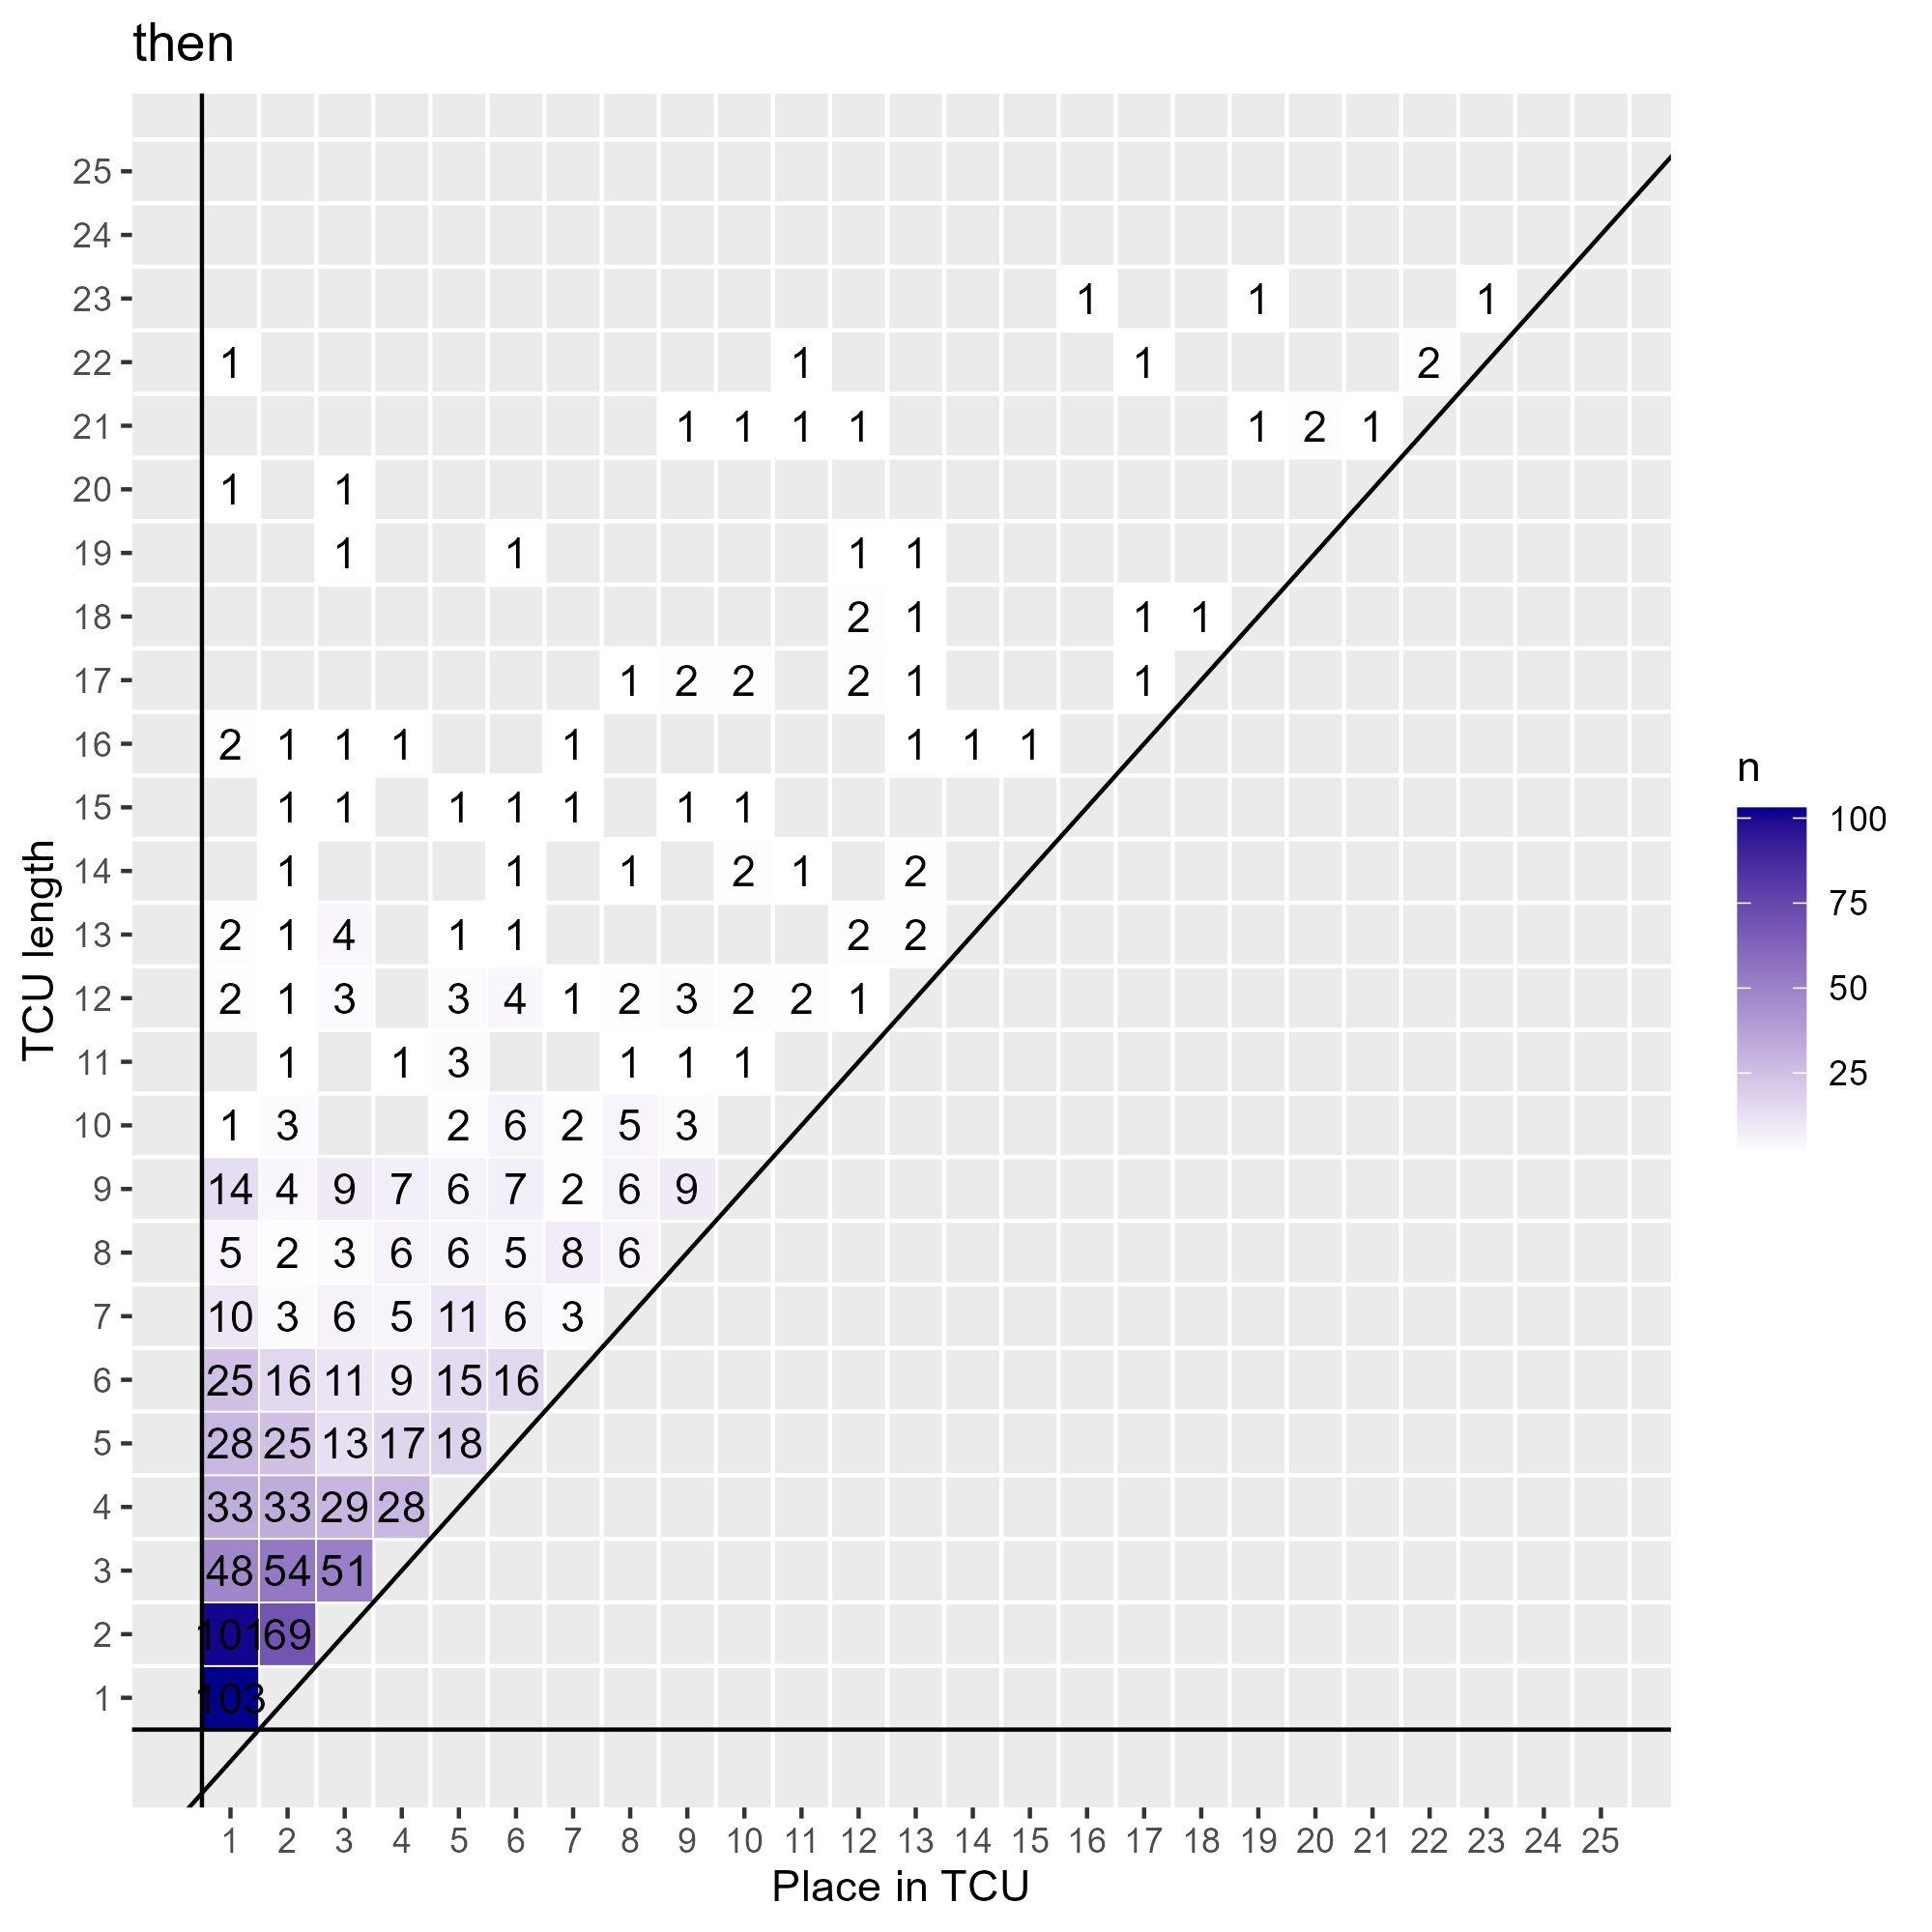 then
25
24
23 1 1 1
22 1 1 1 2
21 1 1 1 1 1 2 1
20 1 1
19 1 1 1 1
18 2 1 1 1
17 1 2 2 2 1 1
16 2 1 1 1 1 1 1 1
15 1 1 1 1 1 1 1
14 1 1 1 2 1 2
13 2 1 4 1 1 2 2
12 2 1 3 3 4 1 2 3 2 2 1
11 1 1 3 1 1 1
10 1 3 2 6 2 5 3
9 14 4 9 7 6 7 2 6 9
8 5 2 3 6 6 5 8 6
7 10 3 6 5 11 6 3
6 25 16 11 9 15 16
5 28 25 13 17 18
4 33 33 29 28
3 48 54 51
2 101 69
1 103
1 2 3 4 5 6 7 8 9 10 11 12 13 14 15 16 17 18 19 20 21 22 23 24 25
Place in TCU
TCU length
n
100
75
50
25